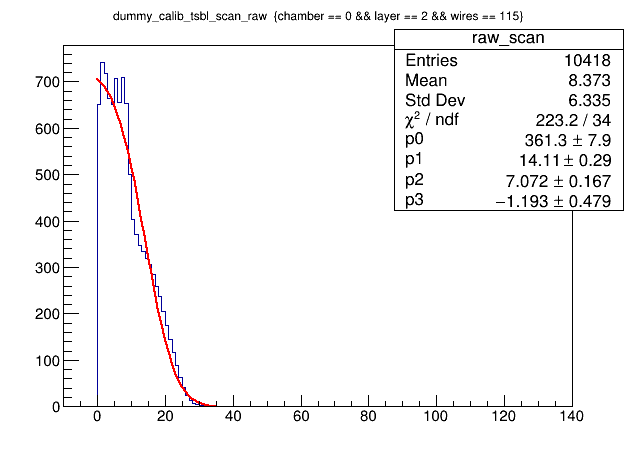 dummy_calib_tsbl_scan_raw {chamber == 0 && layer == 2 && wires == 115}
raw_scan
Entries 10418
Mean 8.373
Std Dev 6.335
χ² / ndf 223.2 / 34
p0 361.3 ± 7.9
p1 14.11 ± 0.29
p2 7.072 ± 0.167
p3 −1.193 ± 0.479
700
600
500
400
300
200
100
0
0 20 40 60 80 100 120 140